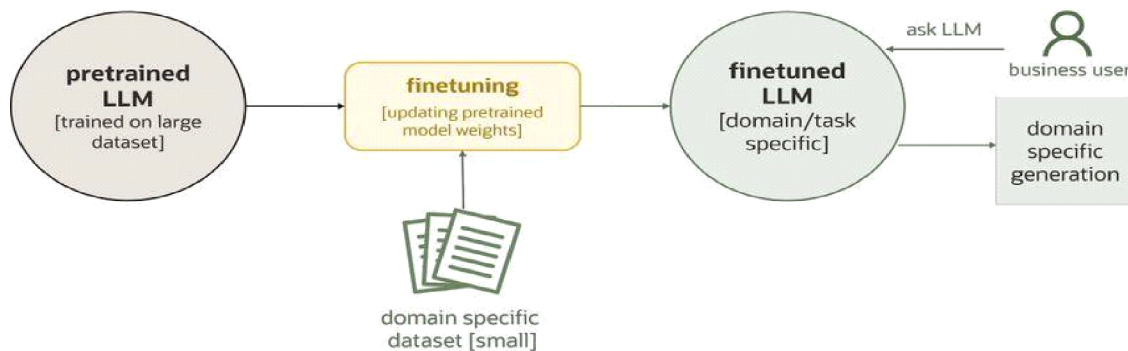 pretrained
LLM
[trained on large
dataset]
finetuning
[updating pretrained
model weights]
domain specific
dataset [small]
finetuned
LLM
[domain/task
specific]
ask LLM
business user
domain
specific
generation